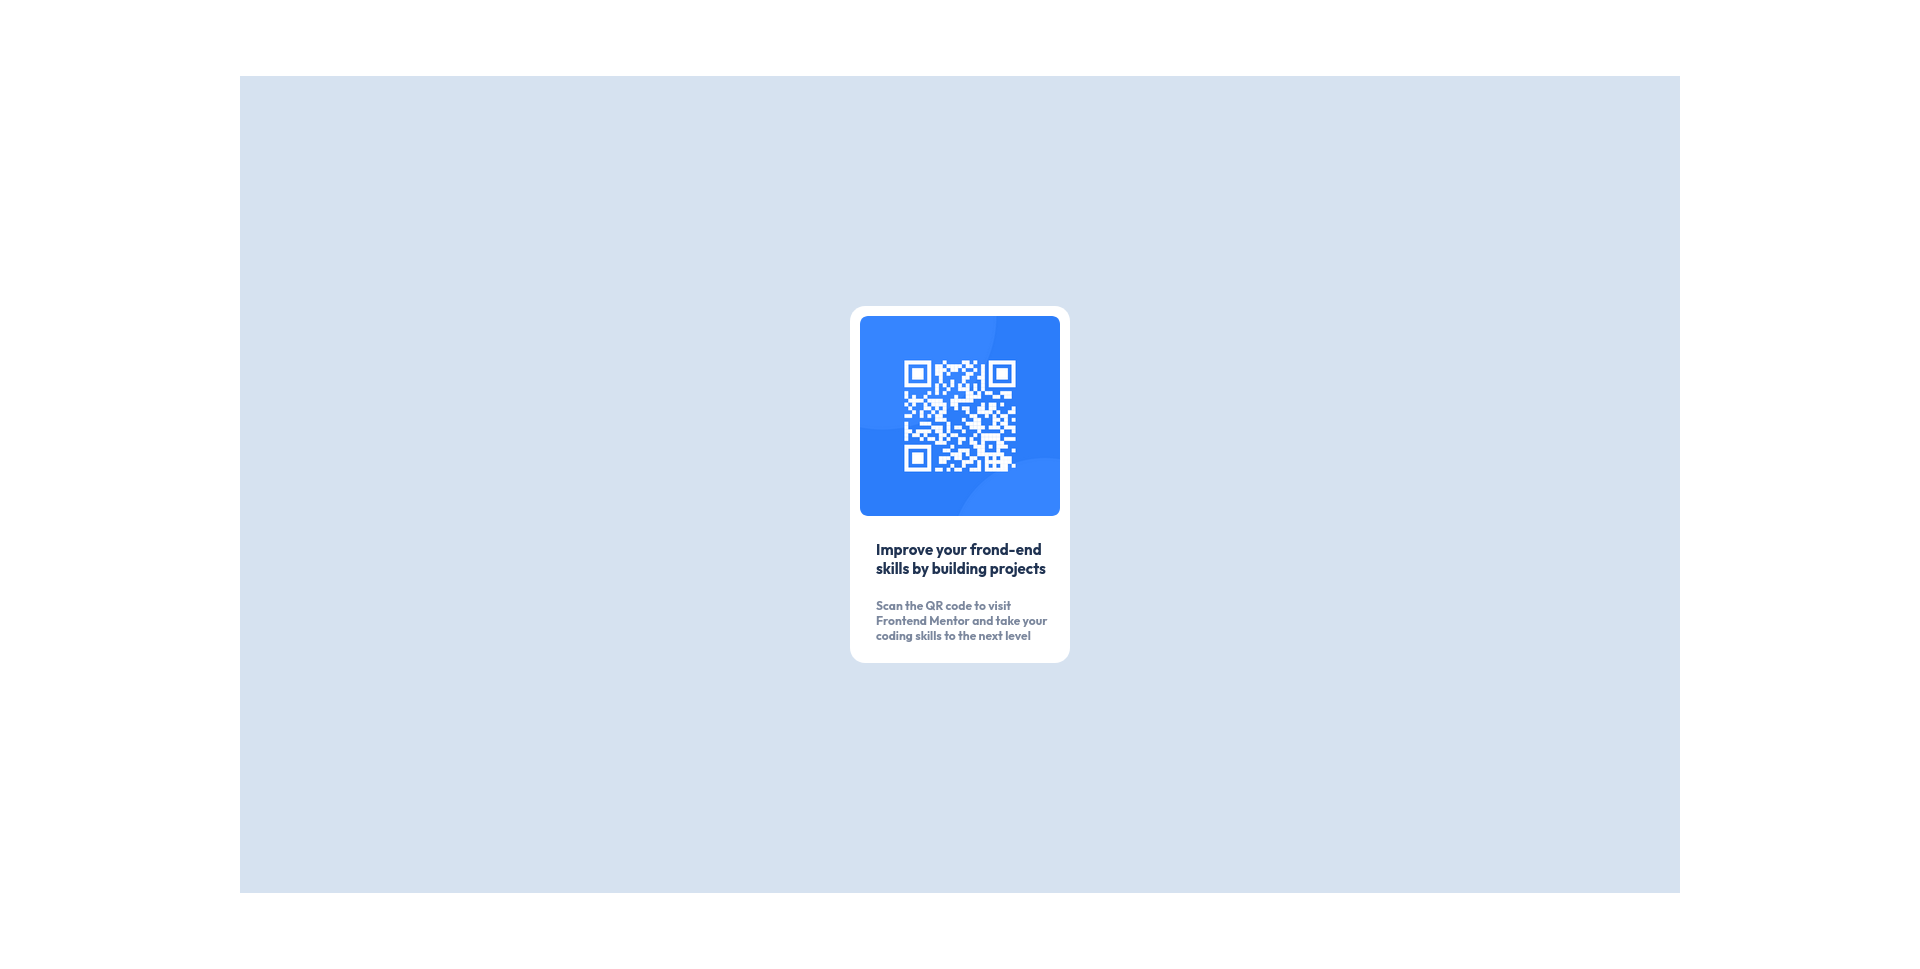 Improve your frond-end
skills by building projects
Scan the QR code to visit
Frontend Mentor and take your
coding skills to the next level